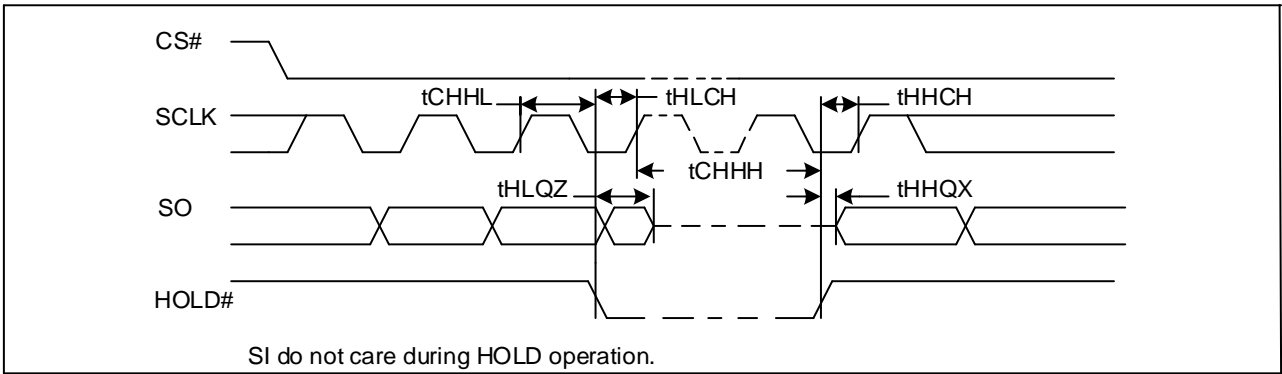 CS#
tCHHL
tHLCH
tHHCH
SCLK
tCHHH
tHLQZ
tHHQX
SO
HOLD#
SI do not care during HOLD operation.